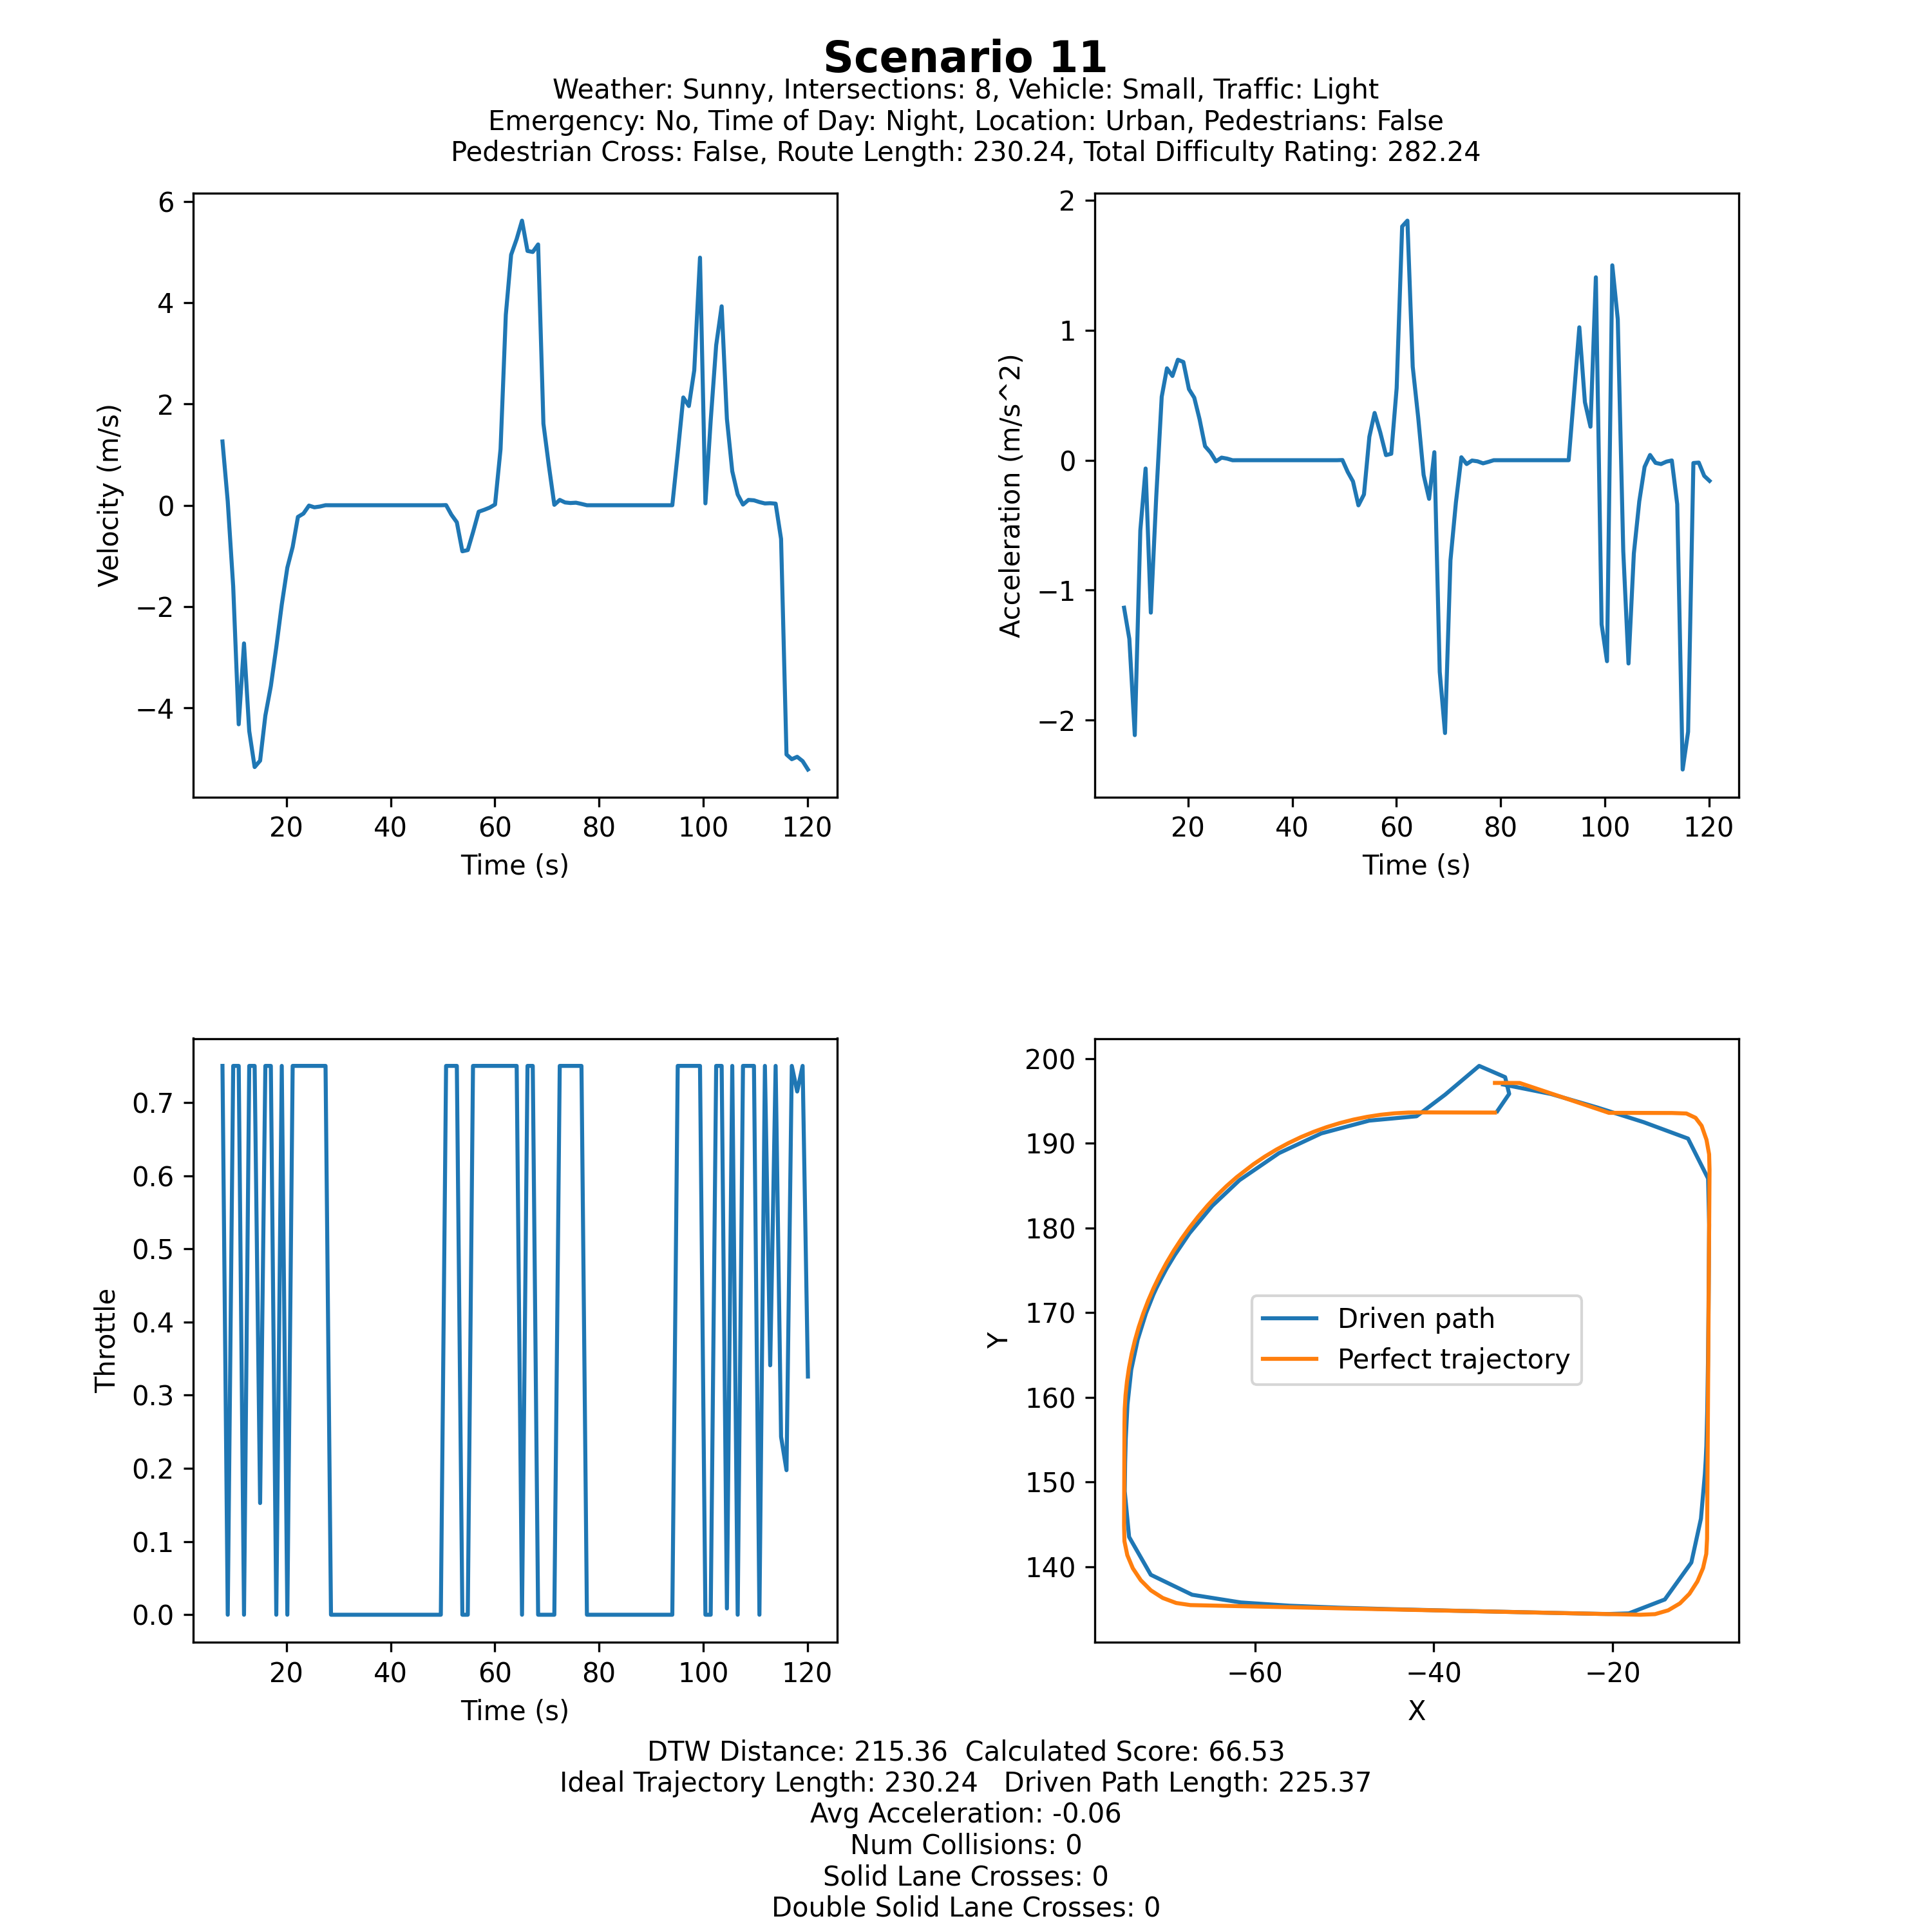 Scenario 11
Weather: Sunny, Intersections: 8, Vehicle: Small, Traffic: Light
Emergency: No, Time of Day: Night, Location: Urban, Pedestrians: False
Pedestrian Cross: False, Route Length: 230.24, Total Difficulty Rating: 282.24
6
4
2
0
−2
−4
Velocity (m/s)
20 40 60 80 100 120
Time (s)
2
1
0
−1
−2
Acceleration (m/s^2)
20 40 60 80 100 120
Time (s)
0.7
0.6
0.5
0.4
0.3
0.2
0.1
0.0
Throttle
20 40 60 80 100 120
Time (s)
200
190
180
170
160
150
140
Y
Driven path
Perfect trajectory
−60 −40 −20
X
DTW Distance: 215.36  Calculated Score: 66.53
Ideal Trajectory Length: 230.24   Driven Path Length: 225.37
Avg Acceleration: -0.06
Num Collisions: 0
Solid Lane Crosses: 0
Double Solid Lane Crosses: 0